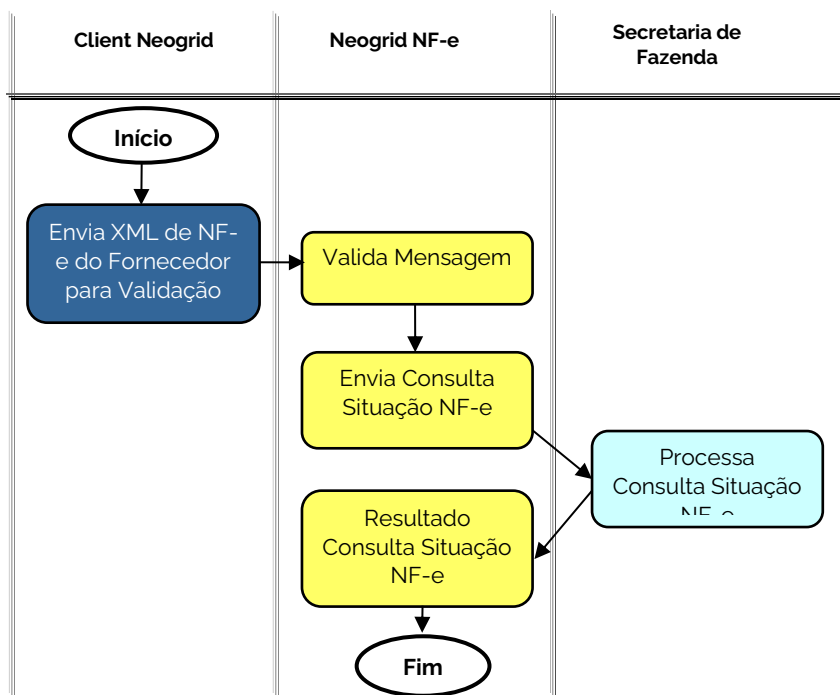 Client Neogrid
Neogrid NF-e
Secretaria de
Fazenda
Início
Envia XML de NF-
e do Fornecedor
para Validação
Valida Mensagem
Envia Consulta
Situação NF-e
Processa
Consulta Situação
NF-e
Resultado
Consulta Situação
NF-e
Fim